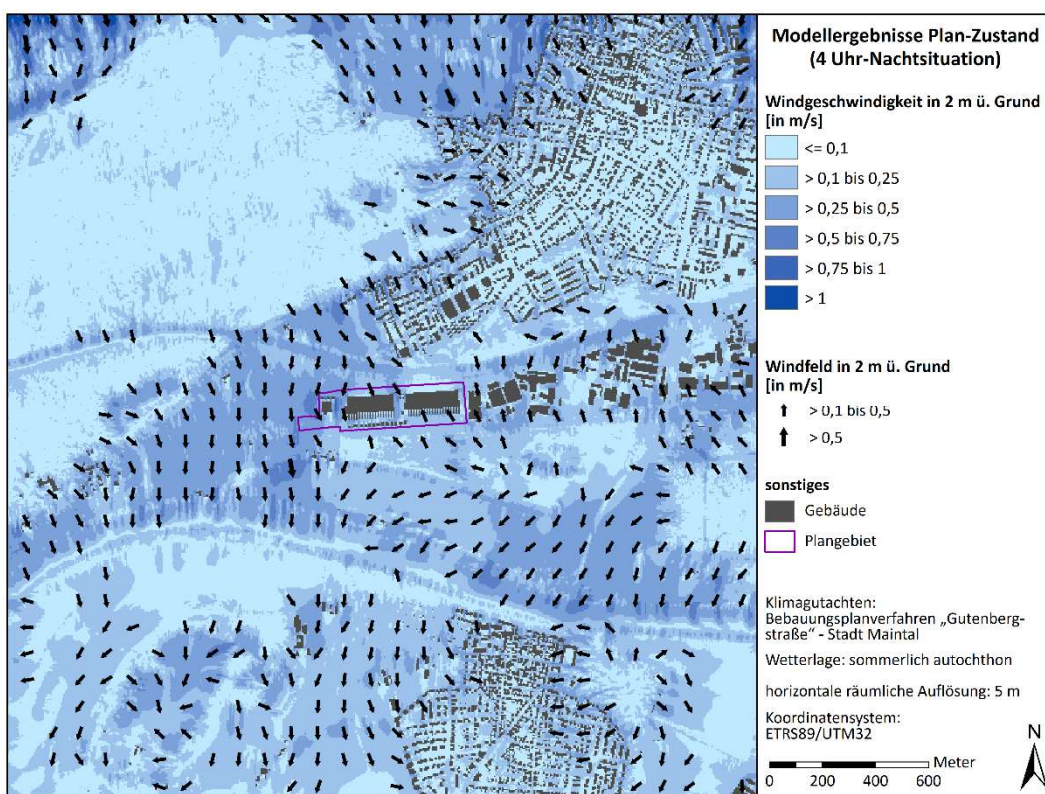 Modellergebnisse Plan-Zustand
(4 Uhr-Nachtsituation)
Windgeschwindigkeit in 2 m ü. Grund
[in m/s]
<= 0,1
> 0,1 bis 0,25
> 0,25 bis 0,5
> 0,5 bis 0,75
> 0,75 bis 1
> 1
Windfeld in 2 m ü. Grund
[in m/s]
> 0,1 bis 0,5
> 0,5
sonstiges
Gebäude
Plangebiet
Klimagutachten:
Bebauungsplanverfahren „Gutenberg-
straße“ - Stadt Maintal
Wetterlage: sommerlich autochthon
horizontale räumliche Auflösung: 5 m
Koordinatensystem:
ETRS89/UTM32
N
Meter
0 200 400 600